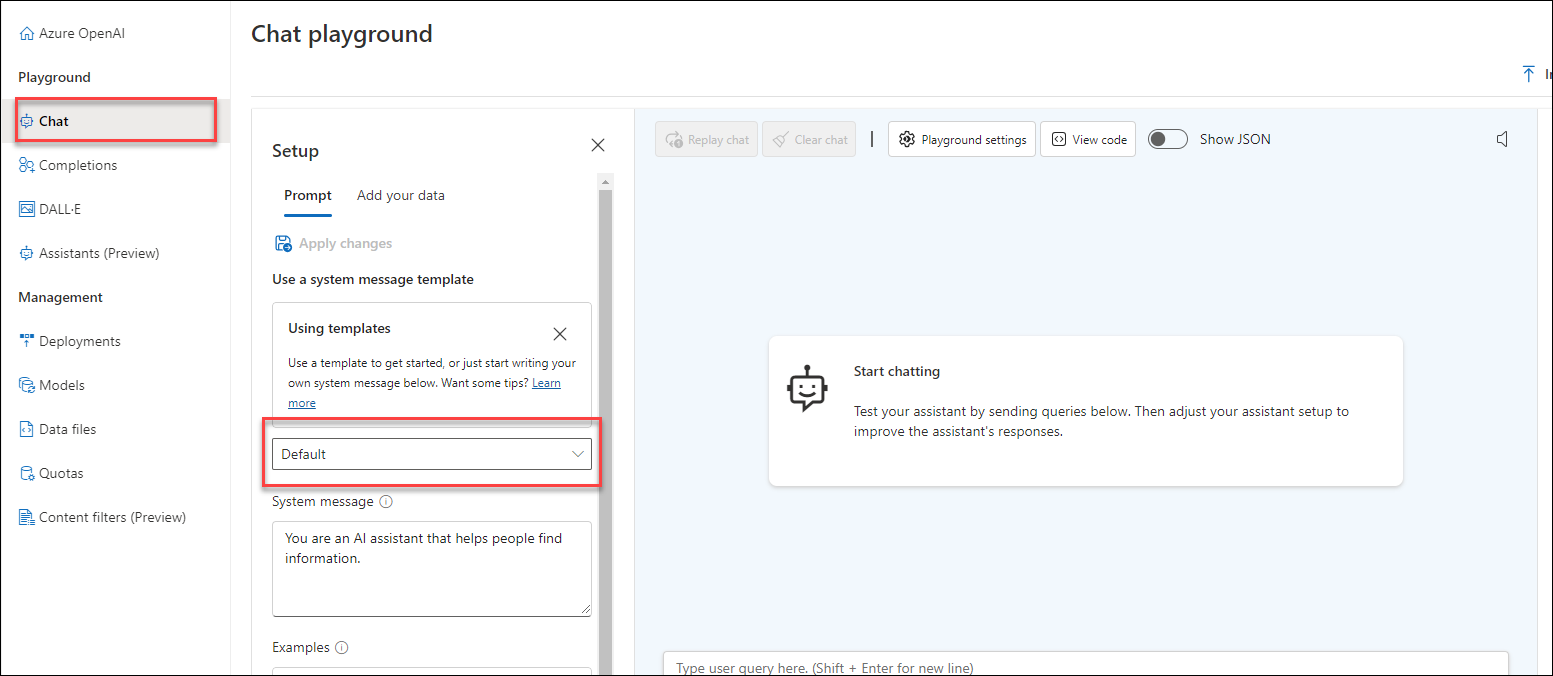 Azure OpenAI
Playground
Chat
Completions
DALL·E
Assistants (Preview)
Management
Deployments
Models
Data files
Quotas
Content filters (Preview)
Chat playground
Setup
Prompt
Add your data
Apply changes
Use a system message template
Using templates
Use a template to get started, or just start writing your
own system message below. Want some tips? Learn
more
Default
System message
You are an AI assistant that helps people find
information.
Examples
Replay chat
Clear chat
Playground settings
View code
Show JSON
Start chatting
Test your assistant by sending queries below. Then adjust your assistant setup to
improve the assistant's responses.
Type user query here. (Shift + Enter for new line)